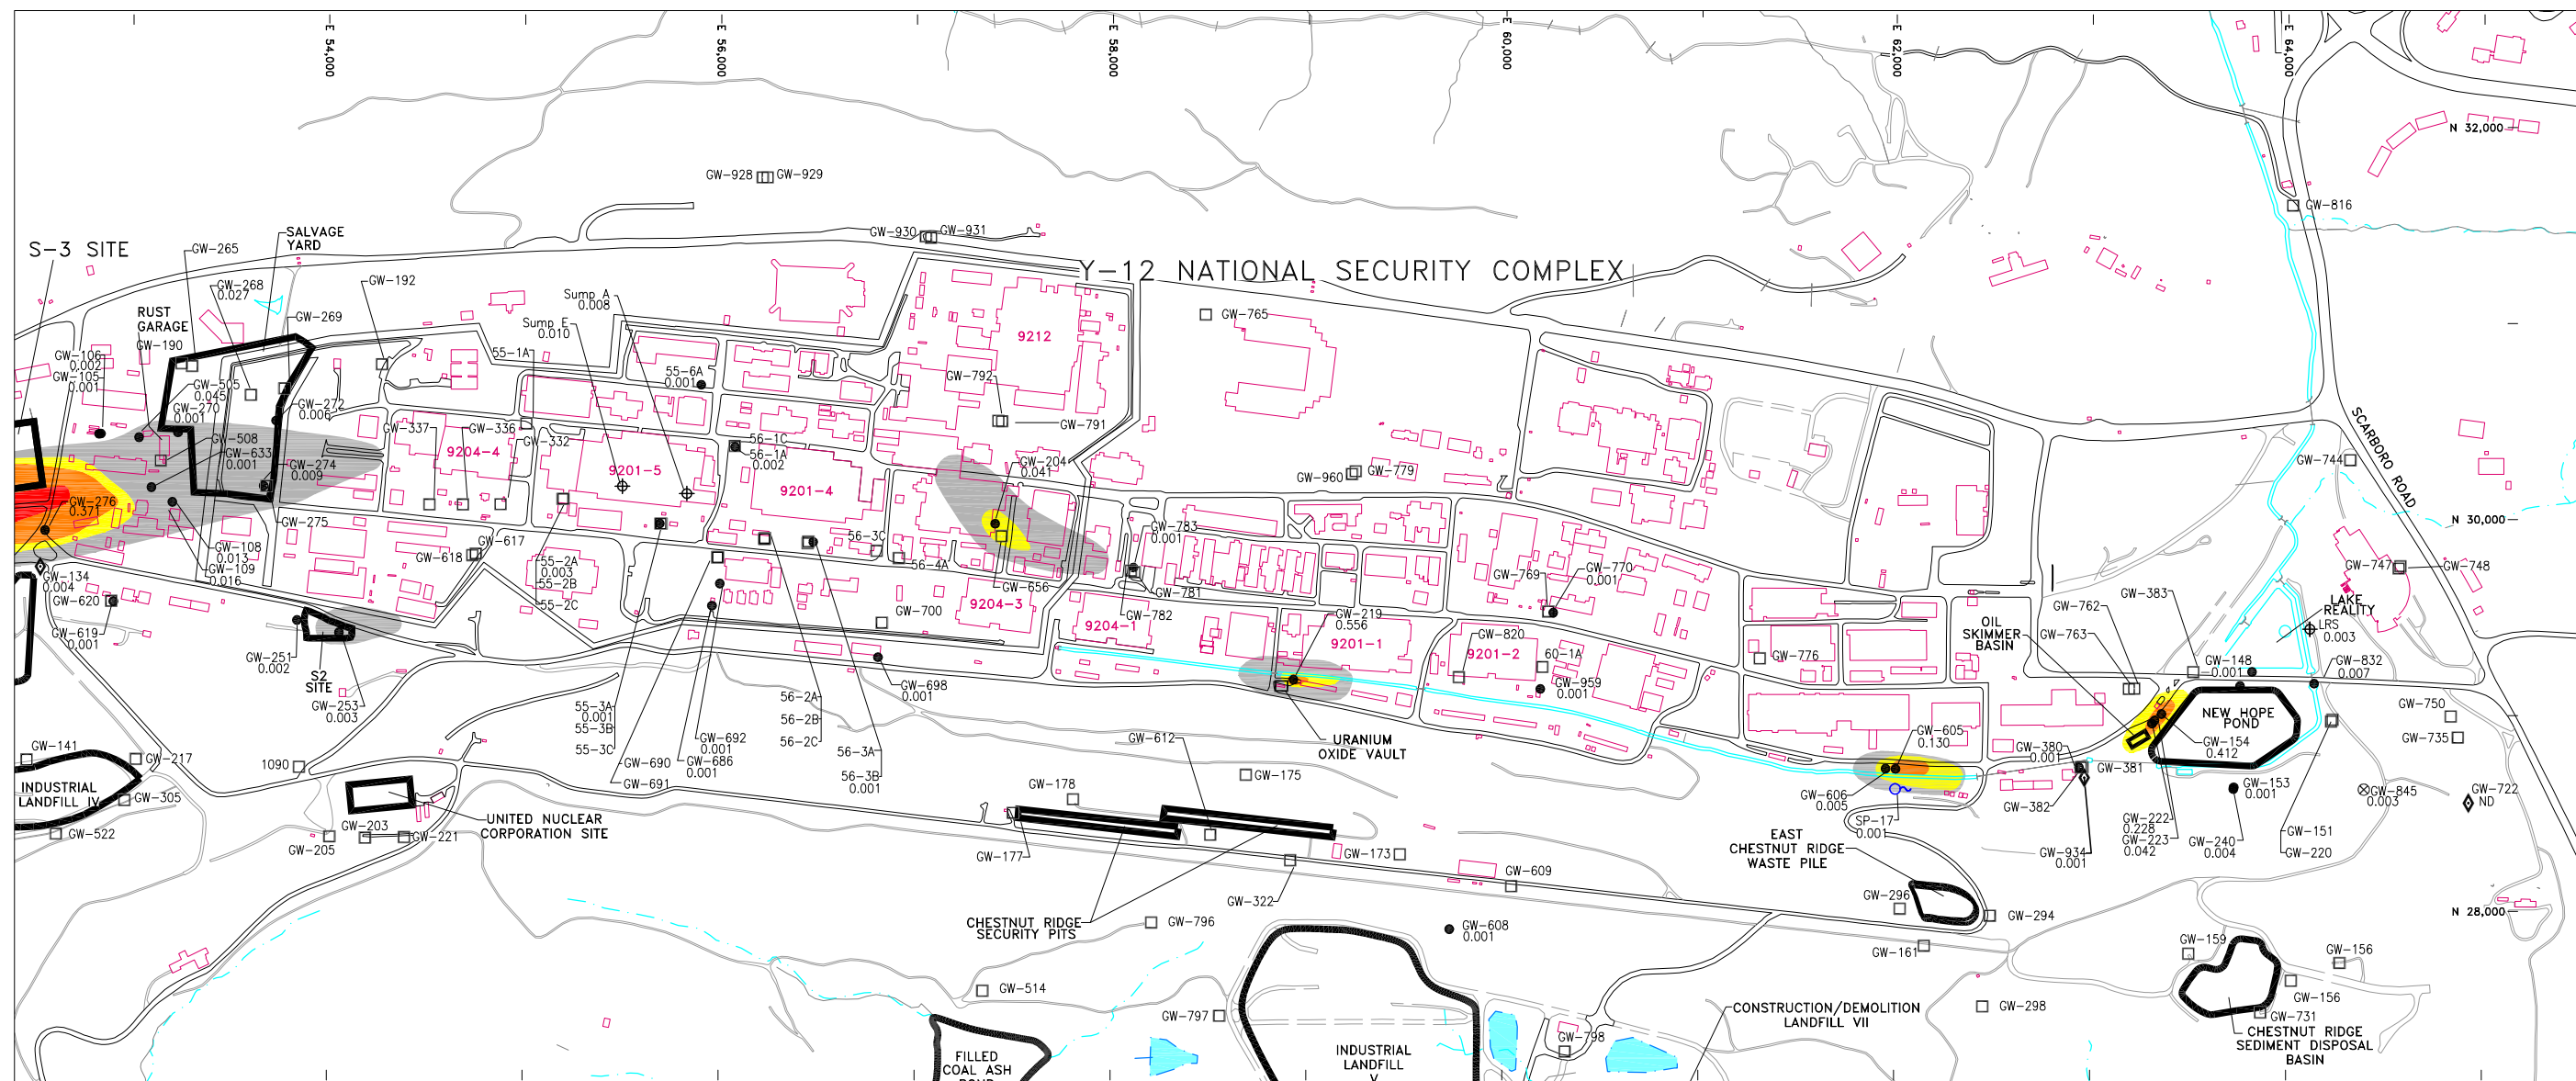 E 54,000
E 56,000
E 58,000
E 60,000
E 62,000
E 64,000
N 32,000
N 30,000
N 28,000
S-3 SITE
Y-12 NATIONAL SECURITY COMPLEX
SCARBORO ROAD
GW-928
GW-929
GW-930
GW-931
GW-816
GW-265
SALVAGE
YARD
GW-268
0.027
GW-192
GW-269
RUST
GARAGE
GW-190
GW-106
0.002
GW-105
0.001
GW-505
0.045
GW-270
0.001
GW-272
0.006
GW-508
GW-633
0.001
GW-274
0.009
GW-276
0.371
GW-275
GW-108
0.013
GW-109
0.016
GW-134
0.004
GW-620
GW-619
0.001
GW-251
0.002
S2
SITE
GW-253
0.003
Sump A
0.008
Sump E
0.010
55-1A
55-6A
0.001
GW-337
GW-336
GW-332
9204-4
9201-5
56-1C
56-1A
0.002
9201-4
9212
GW-792
GW-791
GW-765
GW-204
0.041
GW-656
GW-960
GW-779
GW-744
GW-618
GW-617
55-2A
0.003
55-2B
55-2C
56-3C
56-4A
GW-700
9204-3
GW-783
0.001
GW-781
GW-782
9204-1
GW-769
GW-770
0.001
GW-219
0.556
9201-1
9201-2
GW-820
60-1A
GW-959
0.001
GW-776
GW-747
GW-748
GW-383
GW-762
GW-763
OIL
SKIMMER
BASIN
LAKE
REALITY
LRS
0.003
GW-148
0.001
GW-832
0.007
NEW HOPE
POND
GW-154
0.412
GW-750
GW-735
GW-722
ND
GW-845
0.003
GW-153
0.001
GW-240
0.004
GW-151
GW-220
GW-222
0.228
GW-223
0.042
GW-380
0.001
GW-381
GW-382
GW-934
0.001
GW-605
0.130
GW-606
0.005
SP-17
0.001
EAST
CHESTNUT RIDGE
WASTE PILE
GW-296
GW-294
GW-161
GW-298
GW-698
0.001
55-3A
0.001
55-3B
55-3C
GW-692
0.001
GW-686
0.001
GW-690
GW-691
56-2A
56-2B
56-2C
56-3A
56-3B
0.001
URANIUM
OXIDE VAULT
GW-612
GW-175
GW-178
GW-177
GW-173
GW-322
GW-609
CHESTNUT RIDGE
SECURITY PITS
GW-796
GW-608
0.001
GW-514
GW-797
GW-798
GW-141
GW-217
INDUSTRIAL
LANDFILL IV
GW-305
GW-522
1090
GW-203
GW-205
GW-221
UNITED NUCLEAR
CORPORATION SITE
FILLED
COAL ASH
POND
INDUSTRIAL
LANDFILL
V
CONSTRUCTION/DEMOLITION
LANDFILL VII
GW-159
GW-156
GW-156
GW-731
CHESTNUT RIDGE
SEDIMENT DISPOSAL
BASIN